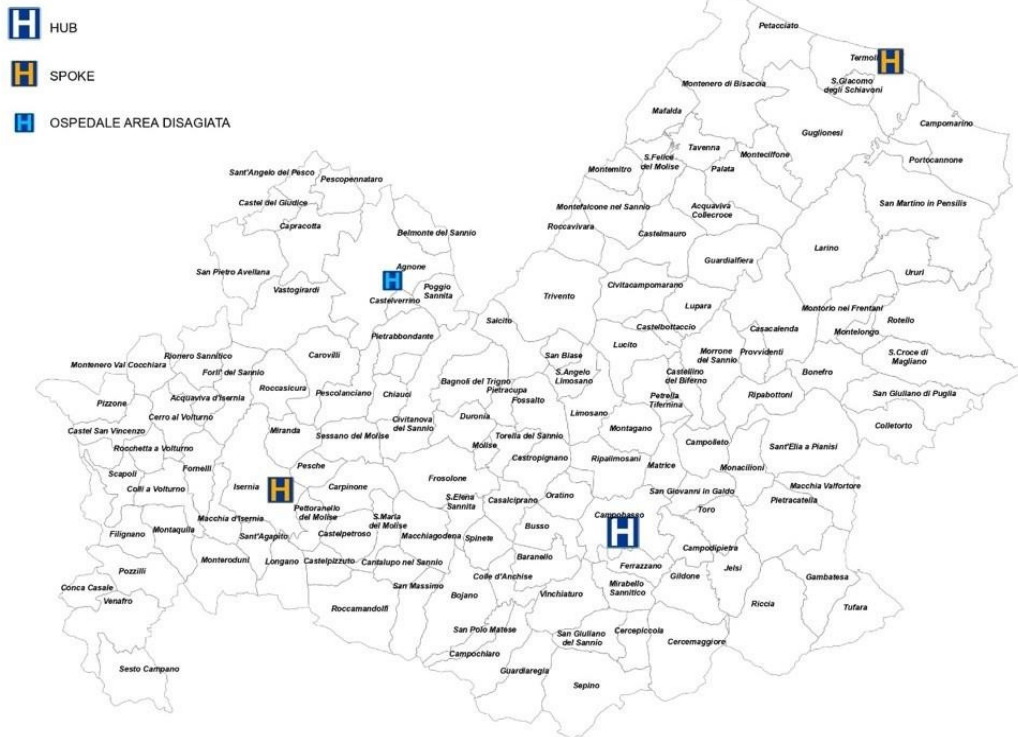 H HUB
H SPOKE
H OSPEDALE AREA DISAGIATA
Petacciato
Termoli
H
S.Giacomo
degli Schiavoni
Montenero di Bisaccia
Mafalda
Campomarino
Guglionesi
Tavenna
Montecilfone
S.Felice
del Molise
Palata
Portocannone
Montemitro
Sant'Angelo del Pesco
Pescopennataro
Castel del Giudice
Capracotta
Montefalcone nel Sannio
Acquaviva
Collecroce
San Martino in Pensilis
Roccavivara
Castelmauro
Belmonte del Sannio
Larino
Guardialfiera
Agnone
H
San Pietro Avellana
Ururi
Vastogirardi
Poggio
Sannita
Castelverrino
Civitacampomarano
Trivento
Lupara
Montorio nei Frentani
Salcito
Rotello
Castelbottaccio
Casacalenda
Montelongo
Pietrabbondante
Lucito
Carovilli
Rionero Sannitico
San Biase
Morrone
del Sannio
Provvidenti
S.Croce di
Magliano
Montenero Val Cocchiara
Forli' del Sannio
S.Angelo
Limosano
Castellino
del Biferno
Bonefro
Roccasicura
Bagnoli del Trigno
Pietracupa
Pescolanciano
Chiauci
Petrella
Tifernina
Ripabottoni
San Giuliano di Puglia
Pizzone
Acquaviva d'Isernia
Fossalto
Cerro al Volturno
Duronia
Limosano
Civitanova
del Sannio
Colletorto
Castel San Vincenzo
Miranda
Sessano del Molise
Torella del Sannio
Montagano
Molise
Campolieto
Sant'Elia a Pianisi
Rocchetta a Volturno
Castropignano
Ripalimosani
Matrice
Monacilioni
Pesche
Fornelli
Scapoli
Frosolone
Macchia Valfortore
Isernia
H
Carpinone
Colli a Volturno
San Giovanni in Galdo
Oratino
Pietracatella
S.Elena
Sannita
Casalciprano
Pettoranello
del Molise
Toro
Campobasso
H
Macchia d'Isernia
S.Maria
del Molise
Busso
Montaquila
Filignano
Sant'Agapito
Castelpetroso
Macchiagodena
Spinete
Campodipietra
Baranello
Monteroduni
Longano
Castelpizzuto
Cantalupo nel Sannio
Ferrazzano
Jelsi
Pozzilli
Colle d'Anchise
Gildone
Gambatesa
San Massimo
Mirabello
Sannitico
Conca Casale
Bojano
Vinchiaturo
Venafro
Riccia
Roccamandolfi
Tufara
San Polo Matese
San Giuliano
del Sannio
Cercepiccola
Cercemaggiore
Campochiaro
Sesto Campano
Guardiaregia
Sepino